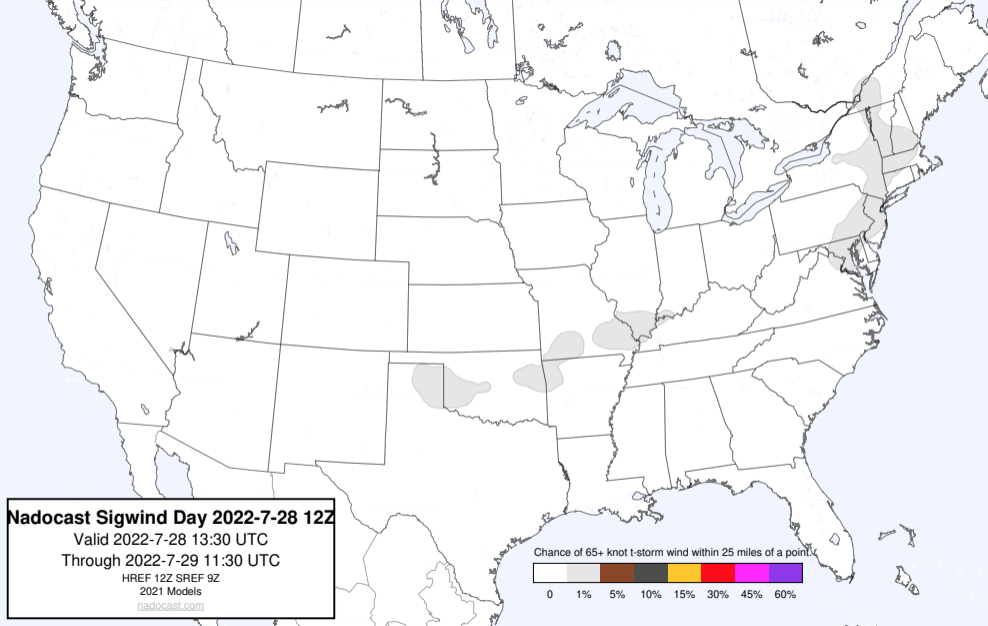 Nadocast Sigwind Day 2022-7-28 12Z
Valid 2022-7-28 13:30 UTC
Through 2022-7-29 11:30 UTC
HREF 12Z SREF 9Z
2021 Models
nadocast.com
Chance of 65+ knot t-storm wind within 25 miles of a point.
0 1% 5% 10% 15% 30% 45% 60%